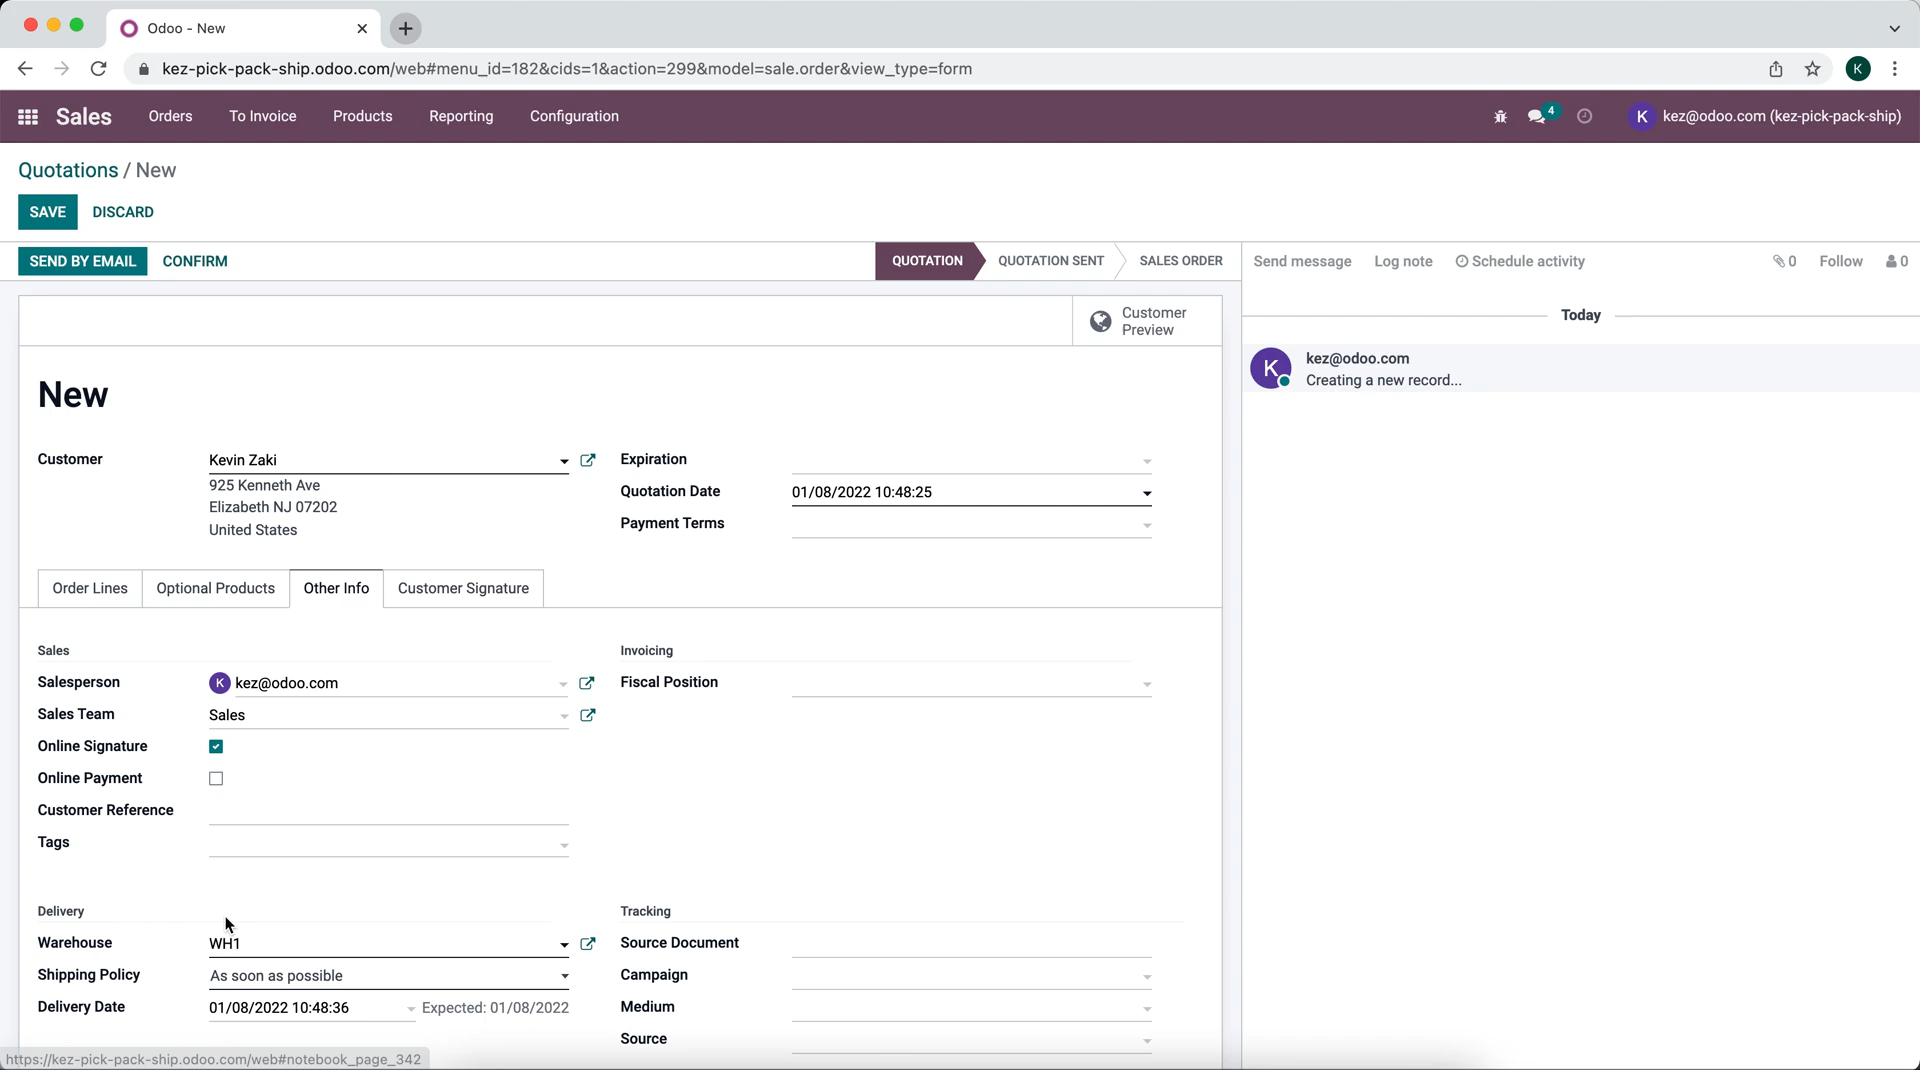 Odoo - New
kez-pick-pack-ship.odoo.com/web#menu_id=182&cids=1&action=299&model=sale.order&view_type=form
K
Sales Orders To Invoice Products Reporting Configuration
4
K kez@odoo.com (kez-pick-pack-ship)
Quotations / New
SAVE DISCARD
SEND BY EMAIL CONFIRM
QUOTATION QUOTATION SENT SALES ORDER
Send message Log note Schedule activity 0 Follow 0
Customer
Preview
Today
K
kez@odoo.com
Creating a new record...
New
Customer Kevin Zaki
925 Kenneth Ave
Elizabeth NJ 07202
United States
Expiration
Quotation Date 01/08/2022 10:48:25
Payment Terms
Order Lines Optional Products Other Info Customer Signature
Sales
Salesperson K kez@odoo.com
Sales Team Sales
Online Signature
Online Payment
Customer Reference
Tags
Invoicing
Fiscal Position
Delivery
Warehouse WH1
Shipping Policy As soon as possible
Delivery Date 01/08/2022 10:48:36 Expected: 01/08/2022
Tracking
Source Document
Campaign
Medium
Source
https://kez-pick-pack-ship.odoo.com/web#notebook_page_342